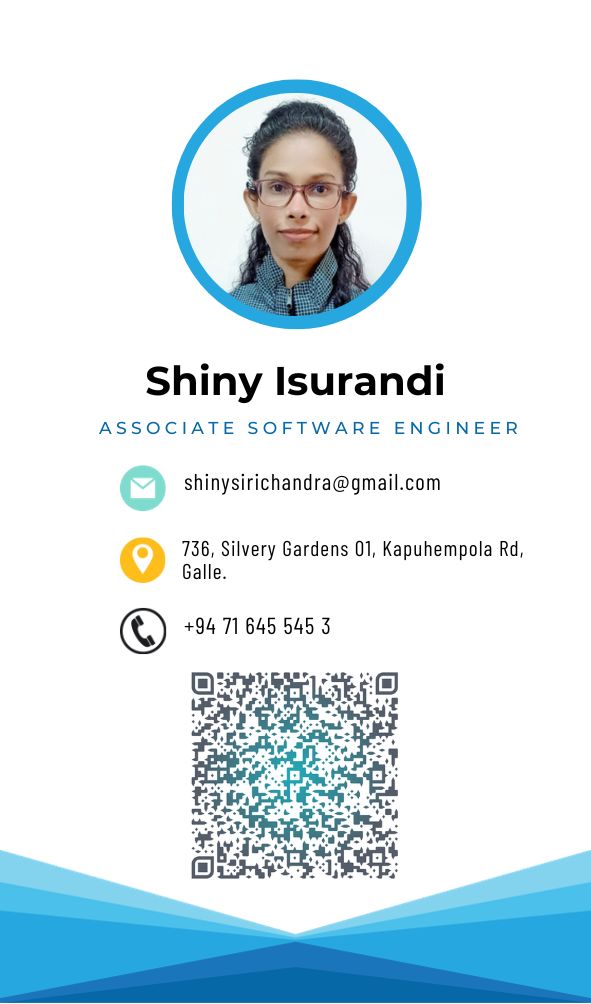 Shiny Isurandi
ASSOCIATE SOFTWARE ENGINEER
shinysirichandra@gmail.com
736, Silvery Gardens 01, Kapuhempola Rd,
Galle.
+94 71 645 545 3